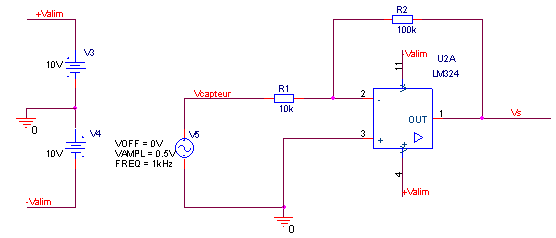 +Valim
V3
10V
0
V4
10V
-Valim
Vcapteur
R1
10k
V5
VOFF = 0V
VAMPL = 0.5V
FREQ = 1kHz
0
R2
100k
U2A
LM324
Valim
11
2
-
3
+
OUT
1
Vs
-
+
4
+Valim